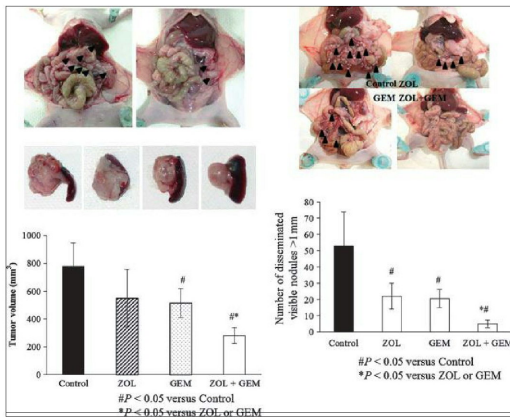 Control ZOL
GEM ZOL+GEM
Tumor volume (mm³)
1000
800
600
400
200
0
#
#*
Control
ZOL
GEM
ZOL + GEM
#P < 0.05 versus Control
*P < 0.05 versus ZOL or GEM
Number of disseminated
visible nodules >1 mm
80
70
60
50
40
30
20
10
0
#
#
*#
Control
ZOL
GEM
ZOL + GEM
#P < 0.05 versus Control
*P < 0.05 versus ZOL or GEM